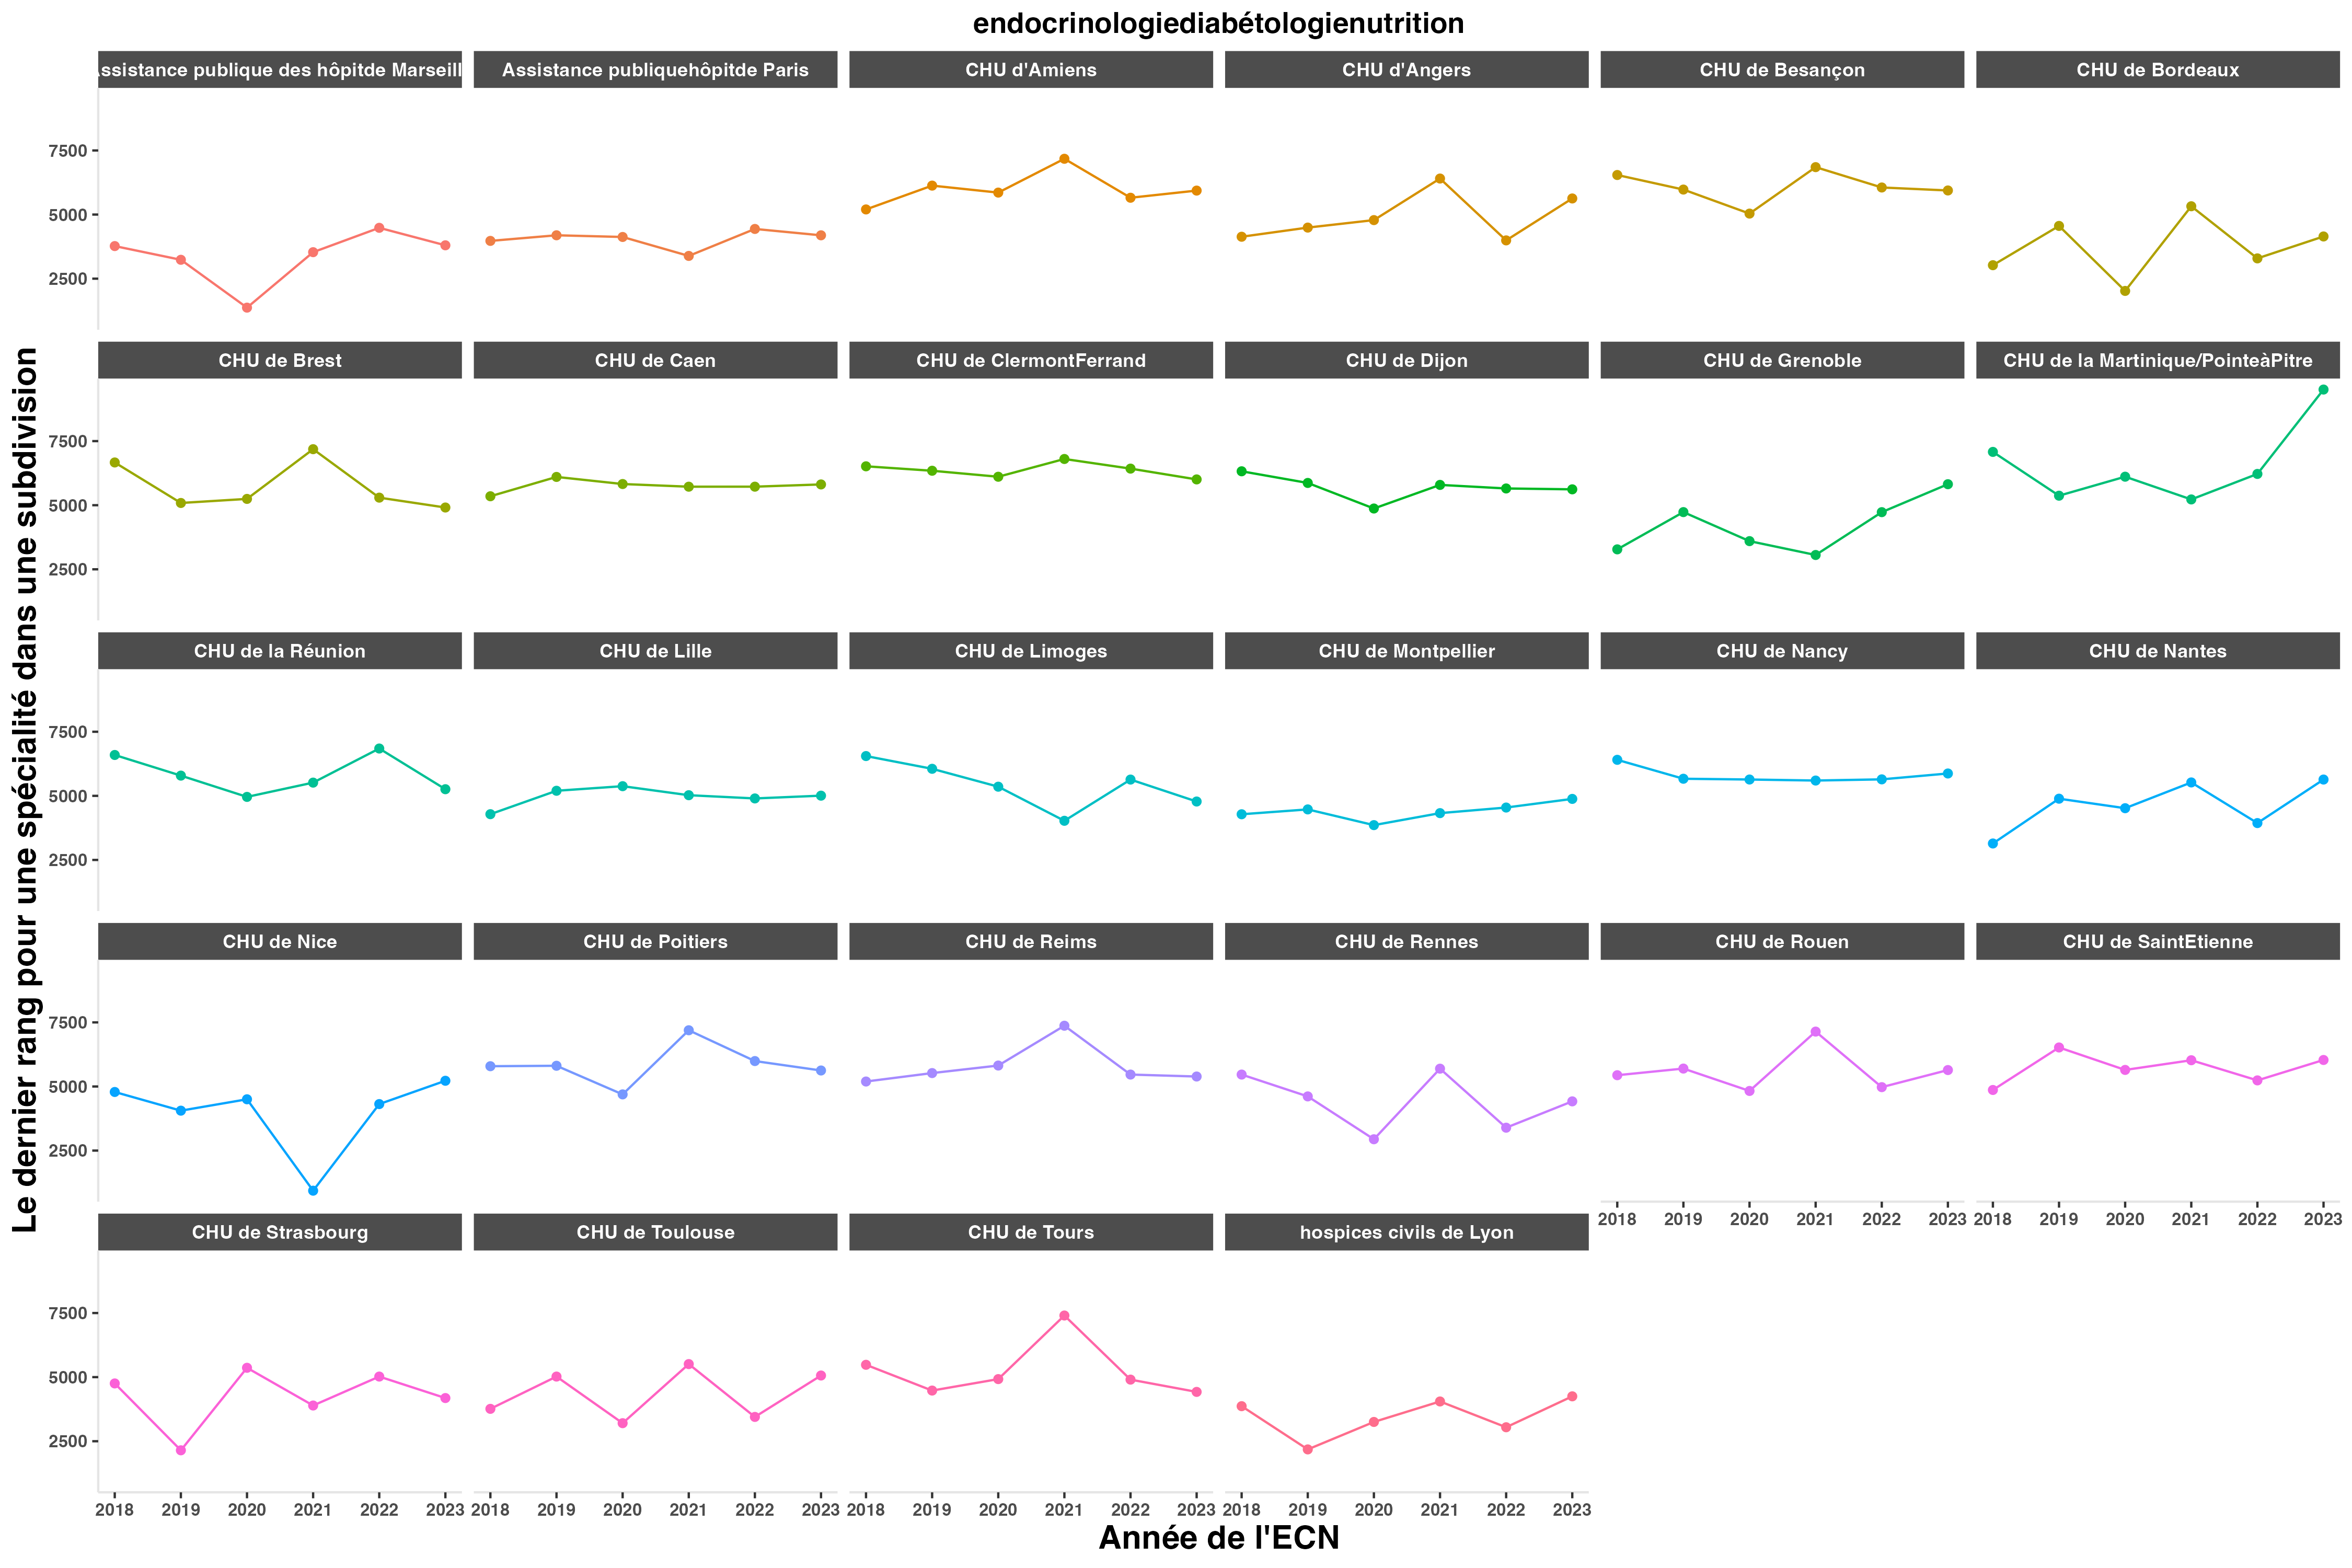 endocrinologiediabétologienutrition
Assistance publique des hôpitde Marseill
Assistance publiquehôpitde Paris
CHU d'Amiens
CHU d'Angers
CHU de Besançon
CHU de Bordeaux
7500
5000
2500
CHU de Brest
CHU de Caen
CHU de ClermontFerrand
CHU de Dijon
CHU de Grenoble
CHU de la Martinique/PointeàPitre
7500
5000
2500
Le dernier rang pour une spécialité dans une subdivision
CHU de la Réunion
CHU de Lille
CHU de Limoges
CHU de Montpellier
CHU de Nancy
CHU de Nantes
7500
5000
2500
CHU de Nice
CHU de Poitiers
CHU de Reims
CHU de Rennes
CHU de Rouen
CHU de SaintEtienne
7500
5000
2500
2018 2019 2020 2021 2022 2023
2018 2019 2020 2021 2022 2023
CHU de Strasbourg
CHU de Toulouse
CHU de Tours
hospices civils de Lyon
7500
5000
2500
2018 2019 2020 2021 2022 2023
2018 2019 2020 2021 2022 2023
2018 2019 2020 2021 2022 2023
2018 2019 2020 2021 2022 2023
Année de l'ECN